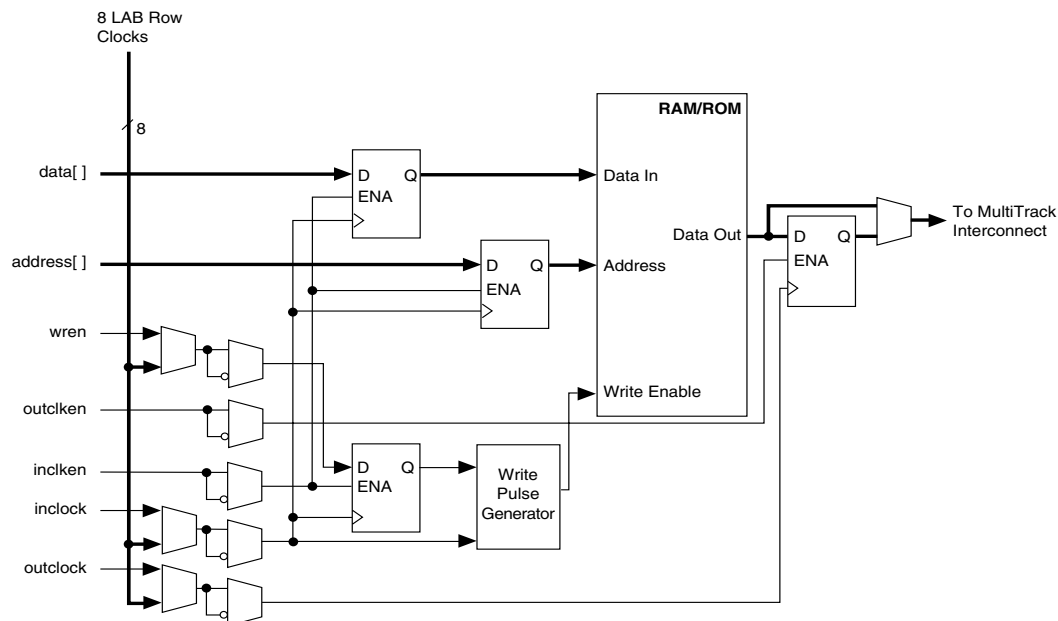 8 LAB Row
Clocks
8
RAM/ROM
data[ ]
D Q
ENA
Data In
To MultiTrack
Interconnect
Data Out
D Q
ENA
address[ ]
D Q
ENA
Address
wren
Write Enable
outclken
inclken
D Q
ENA
Write
Pulse
Generator
inclock
outclock